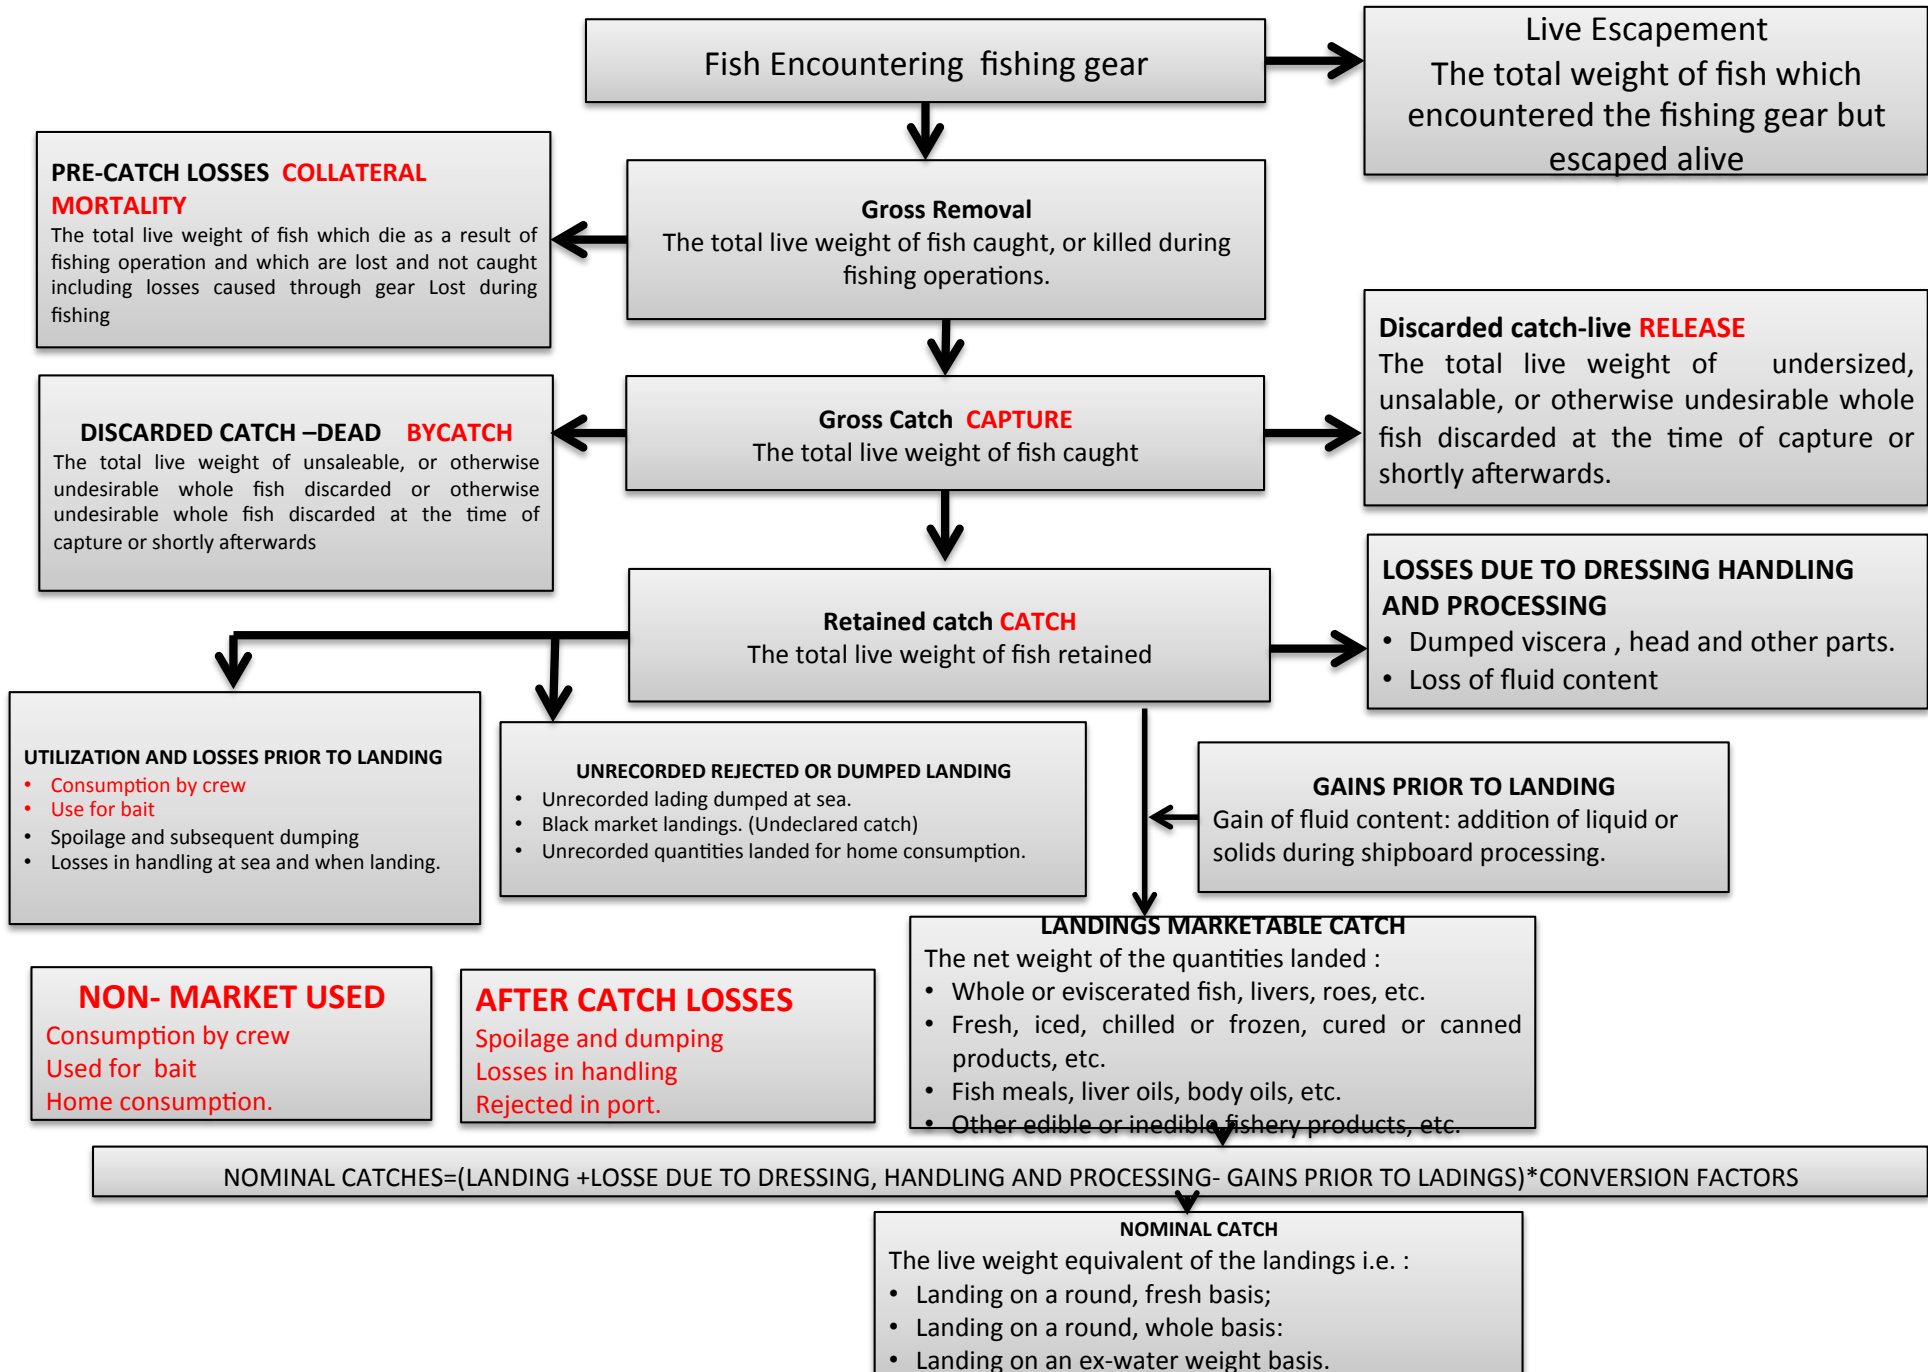 Fish Encountering fishing gear
Live Escapement
The total weight of fish which
encountered the fishing gear but
escaped alive
PRE-CATCH LOSSES COLLATERAL
MORTALITY
The total live weight of fish which die as a result of
fishing operation and which are lost and not caught
including losses caused through gear Lost during
fishing
Gross Removal
The total live weight of fish caught, or killed during
fishing operations.
Discarded catch-live RELEASE
The total live weight of undersized,
unsalable, or otherwise undesirable whole
fish discarded at the time of capture or
shortly afterwards.
Gross Catch CAPTURE
The total live weight of fish caught
DISCARDED CATCH –DEAD BYCATCH
The total live weight of unsaleable, or otherwise
undesirable whole fish discarded or otherwise
undesirable whole fish discarded at the time of
capture or shortly afterwards
Retained catch CATCH
The total live weight of fish retained
LOSSES DUE TO DRESSING HANDLING
AND PROCESSING
• Dumped viscera , head and other parts.
• Loss of fluid content
UTILIZATION AND LOSSES PRIOR TO LANDING
• Consumption by crew
• Use for bait
• Spoilage and subsequent dumping
• Losses in handling at sea and when landing.
UNRECORDED REJECTED OR DUMPED LANDING
• Unrecorded lading dumped at sea.
• Black market landings. (Undeclared catch)
• Unrecorded quantities landed for home consumption.
GAINS PRIOR TO LANDING
Gain of fluid content: addition of liquid or
solids during shipboard processing.
NON- MARKET USED
Consumption by crew
Used for bait
Home consumption.
AFTER CATCH LOSSES
Spoilage and dumping
Losses in handling
Rejected in port.
LANDINGS MARKETABLE CATCH
The net weight of the quantities landed :
• Whole or eviscerated fish, livers, roes, etc.
• Fresh, iced, chilled or frozen, cured or canned
products, etc.
• Fish meals, liver oils, body oils, etc.
• Other edible or inedible fishery products, etc.
NOMINAL CATCHES=(LANDING +LOSSE DUE TO DRESSING, HANDLING AND PROCESSING- GAINS PRIOR TO LADINGS)*CONVERSION FACTORS
NOMINAL CATCH
The live weight equivalent of the landings i.e. :
• Landing on a round, fresh basis;
• Landing on a round, whole basis:
• Landing on an ex-water weight basis.